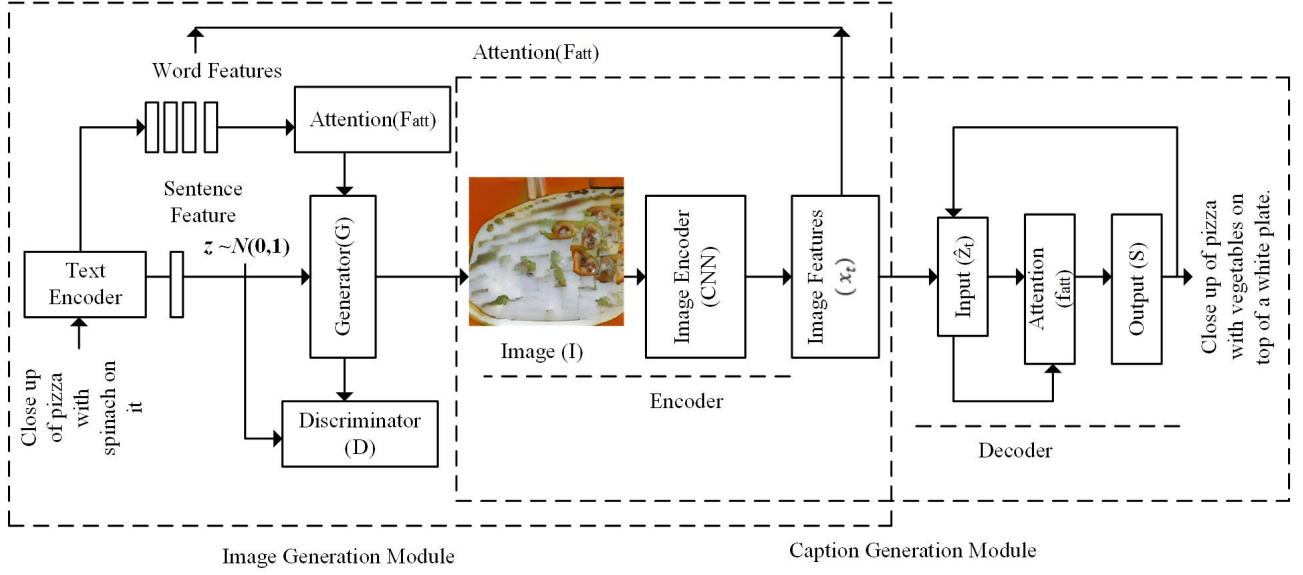 Attention(Fatt)
Word Features
Attention(Fatt)
Sentence
Feature
z ~N(0,1)
Text
Encoder
Close up
of pizza
with
spinach on
it
Generator(G)
Discriminator
(D)
Image (I)
Image Encoder
(CNN)
Image Features
(xt)
Encoder
Input (Ẑt)
Attention
(fatt)
Output (S)
Close up of pizza
with vegetables on
top of a white plate.
Decoder
Image Generation Module
Caption Generation Module